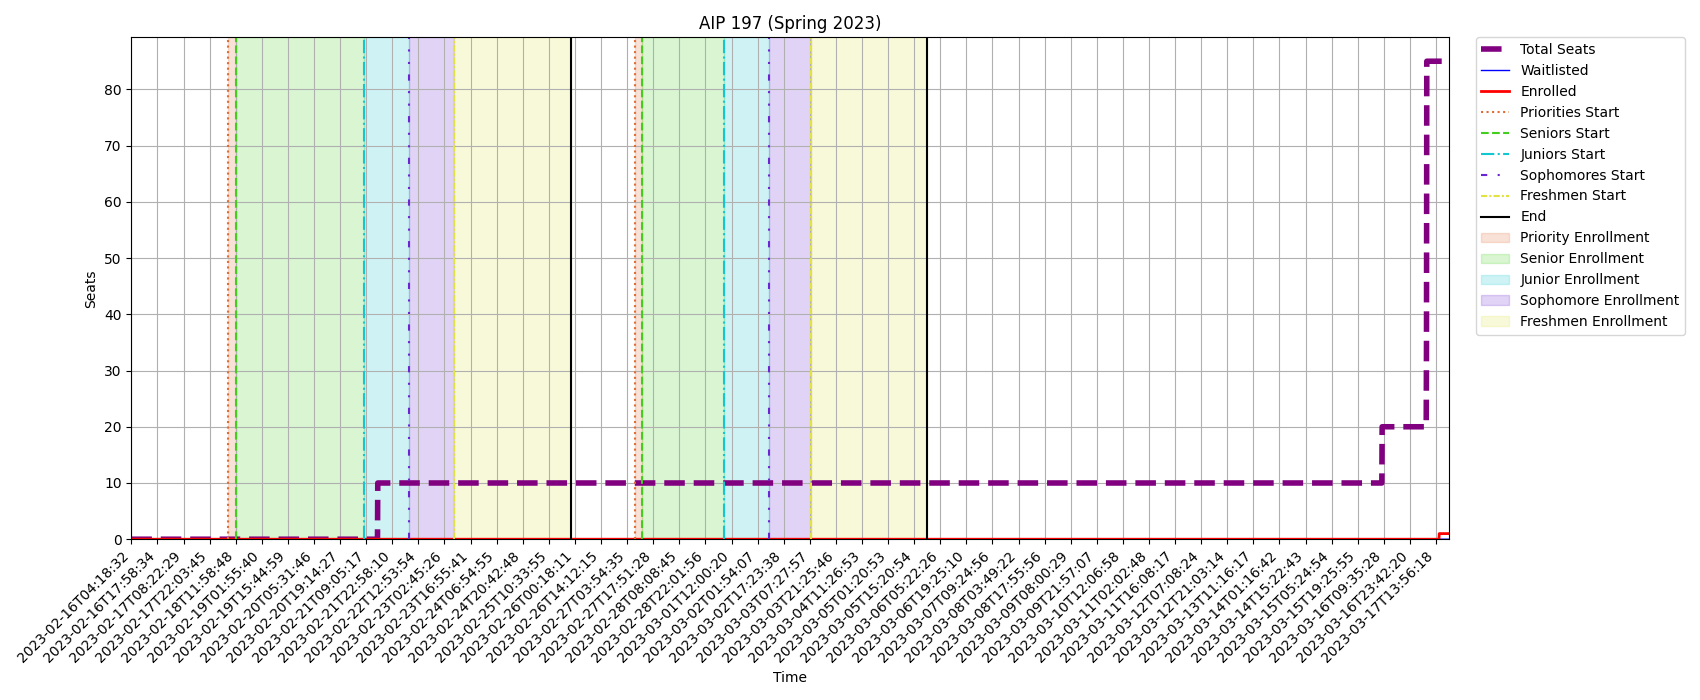 AIP 197 (Spring 2023)
Seats
80
70
60
50
40
30
20
10
0
2023-02-16T04:18:32
2023-02-16T17:58:34
2023-02-17T08:22:29
2023-02-17T22:03:45
2023-02-18T11:58:48
2023-02-19T01:55:40
2023-02-19T15:44:59
2023-02-20T05:31:46
2023-02-20T19:14:27
2023-02-21T09:05:17
2023-02-21T22:58:10
2023-02-22T12:53:54
2023-02-23T02:45:26
2023-02-23T16:55:41
2023-02-24T06:54:55
2023-02-24T20:42:48
2023-02-25T10:33:55
2023-02-26T00:18:11
2023-02-26T14:12:15
2023-02-27T03:54:35
2023-02-27T17:51:28
2023-02-28T08:08:45
2023-02-28T22:01:56
2023-03-01T12:00:20
2023-03-02T01:54:07
2023-03-02T17:23:38
2023-03-03T07:27:57
2023-03-03T21:25:46
2023-03-04T11:26:53
2023-03-05T01:20:53
2023-03-05T15:20:54
2023-03-06T05:22:26
2023-03-06T19:25:10
2023-03-07T09:24:56
2023-03-08T03:49:22
2023-03-08T17:55:56
2023-03-09T08:00:29
2023-03-09T21:57:07
2023-03-10T12:06:58
2023-03-11T02:02:48
2023-03-11T16:08:17
2023-03-12T07:08:24
2023-03-12T21:03:14
2023-03-13T11:16:17
2023-03-14T01:16:42
2023-03-14T15:22:43
2023-03-15T05:24:54
2023-03-15T19:25:55
2023-03-16T09:35:28
2023-03-16T23:42:20
2023-03-17T13:56:18
Time
Total Seats
Waitlisted
Enrolled
Priorities Start
Seniors Start
Juniors Start
Sophomores Start
Freshmen Start
End
Priority Enrollment
Senior Enrollment
Junior Enrollment
Sophomore Enrollment
Freshmen Enrollment